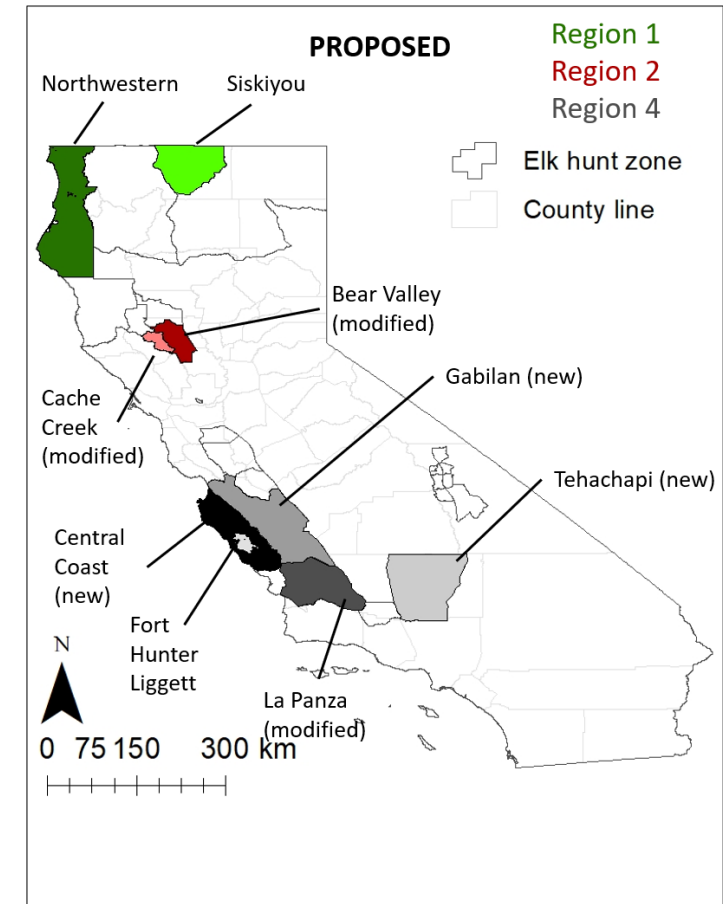 PROPOSED
Region 1
Region 2
Region 4
Northwestern
Siskiyou
Elk hunt zone
County line
Bear Valley
(modified)
Gabilan (new)
Cache
Creek
(modified)
Tehachapi (new)
Central
Coast
(new)
Fort
Hunter
Liggett
La Panza
(modified)
N
0 75 150 300 km